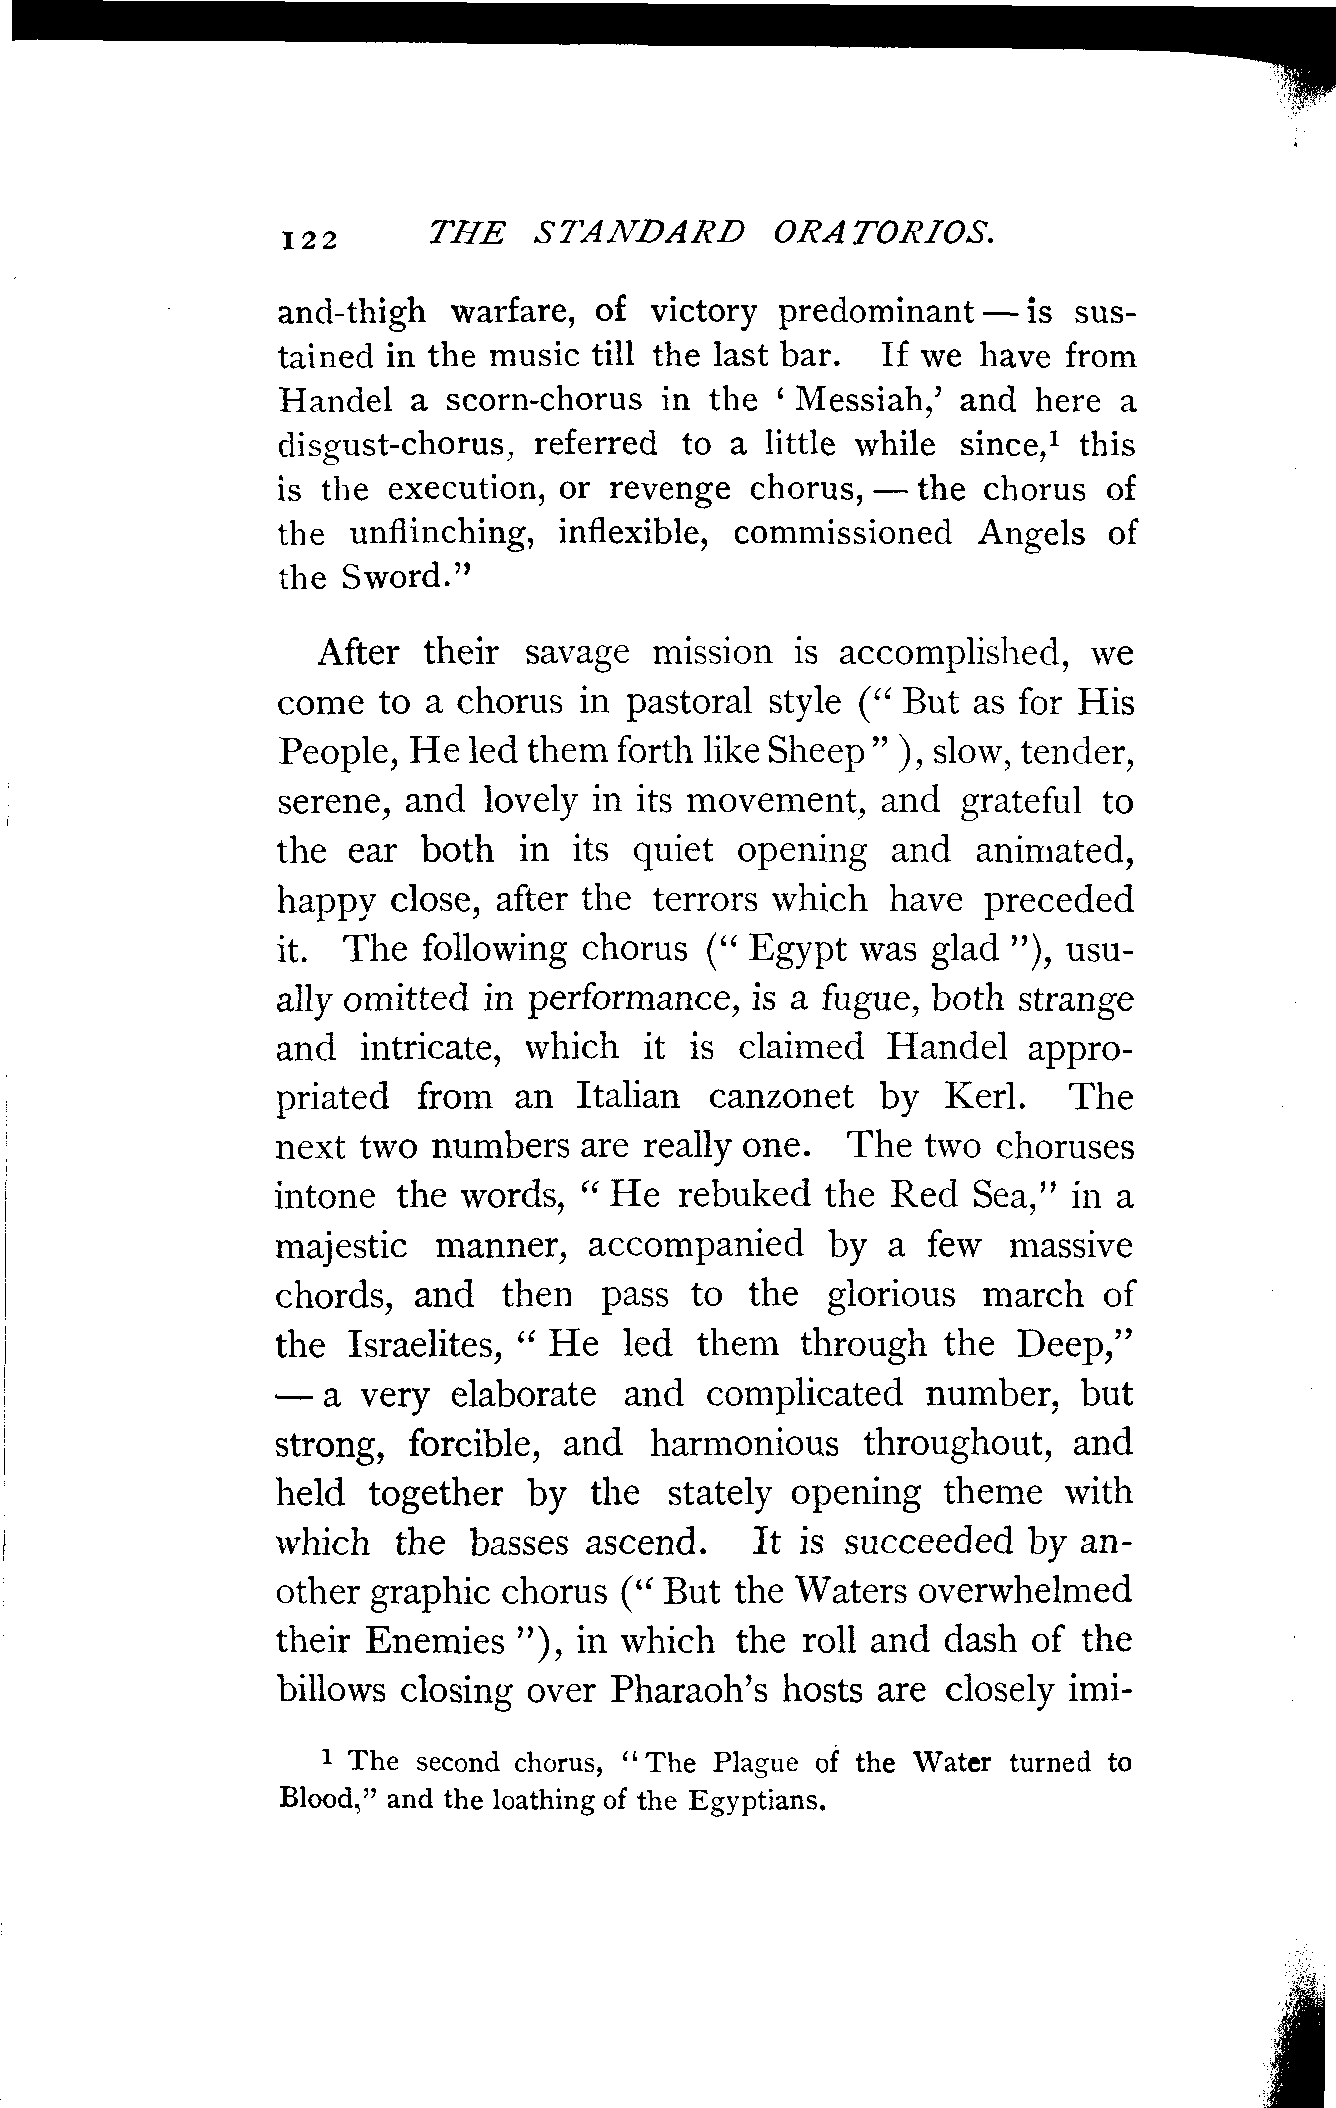 122 THE STANDARD ORATORIOS.
and-thigh warfare, of victory predominant — is sus-
tained in the music till the last bar. If we have from
Handel a scorn-chorus in the ‘ Messiah,’ and here a
disgust-chorus, referred to a little while since,¹ this
is the execution, or revenge chorus, — the chorus of
the unflinching, inflexible, commissioned Angels of
the Sword.”
After their savage mission is accomplished, we
come to a chorus in pastoral style (“ But as for His
People, He led them forth like Sheep ” ), slow, tender,
serene, and lovely in its movement, and grateful to
the ear both in its quiet opening and animated,
happy close, after the terrors which have preceded
it. The following chorus (“ Egypt was glad ”), usu-
ally omitted in performance, is a fugue, both strange
and intricate, which it is claimed Handel appro-
priated from an Italian canzonet by Kerl. The
next two numbers are really one. The two choruses
intone the words, “ He rebuked the Red Sea,” in a
majestic manner, accompanied by a few massive
chords, and then pass to the glorious march of
the Israelites, “ He led them through the Deep,”
— a very elaborate and complicated number, but
strong, forcible, and harmonious throughout, and
held together by the stately opening theme with
which the basses ascend. It is succeeded by an-
other graphic chorus (“ But the Waters overwhelmed
their Enemies ”), in which the roll and dash of the
billows closing over Pharaoh’s hosts are closely imi-
¹ The second chorus, “ The Plague of the Water turned to
Blood,” and the loathing of the Egyptians.